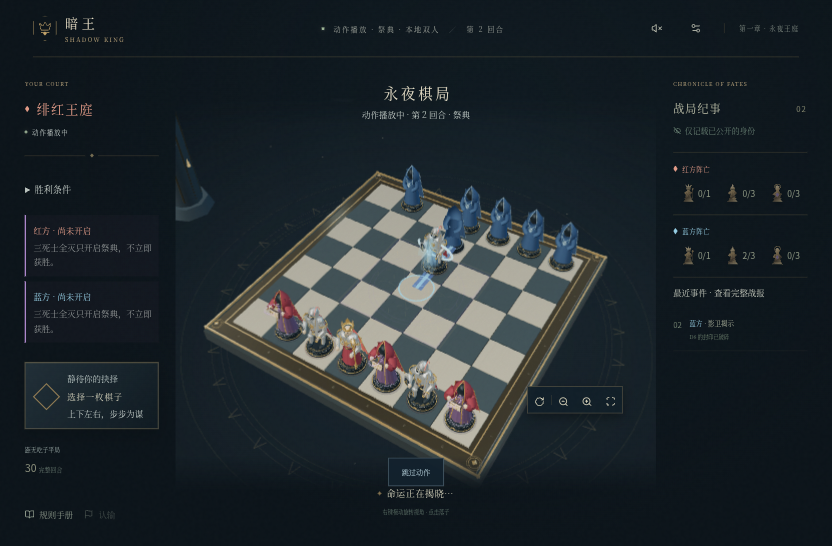 暗王
SHADOW KING
动作播放 · 祭典 · 本地双人 / 第 2 回合
第一章 · 永夜王庭
YOUR COURT
绯红王庭
动作播放中
胜利条件
红方 · 尚未开启
三死士全灭只开启祭典，不立即
获胜。
蓝方 · 尚未开启
三死士全灭只开启祭典，不立即
获胜。
静待你的抉择
选择一枚棋子
上下左右，步步为谋
30
规则手册
认输
永夜棋局
动作播放中 · 第 2 回合 · 祭典
跳过动作
命运正在揭晓…
CHRONICLE OF FATES
战局纪事
02
仅记载已公开的身份
红方阵亡
0/1 0/3 0/3
蓝方阵亡
0/1 2/3 0/3
最近事件 · 查看完整战报
02 蓝方 · 影卫揭示